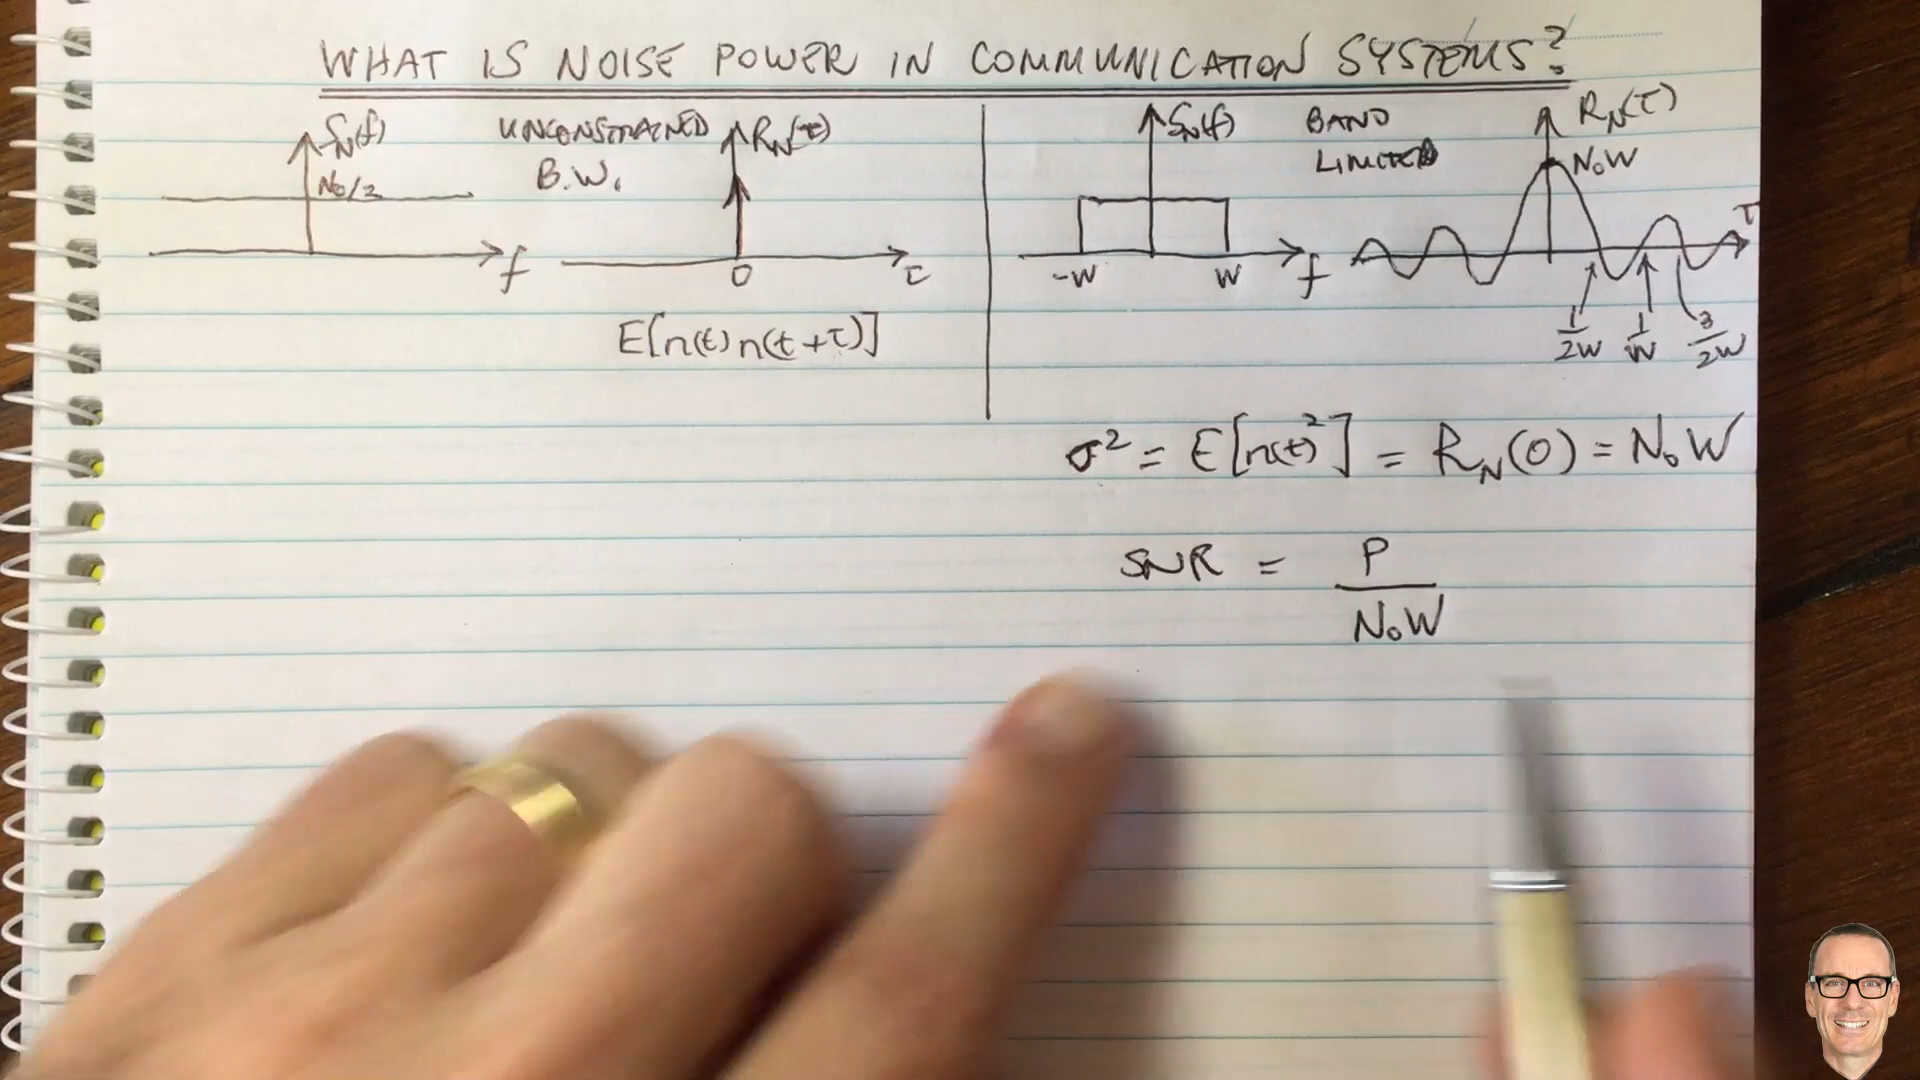 WHAT IS NOISE POWER IN COMMUNICATION SYSTEMS?
S_N(f)
N₀/2
f
UNCONSTRAINED
B.W.
R_N(τ)
0
τ
E[n(t)n(t+τ)]
S_N(f)
-W
W
f
BAND
LIMITED
R_N(τ)
N₀W
τ
1/2W
1/W
3/2W
σ² = E[n(t)²] = R_N(0) = N₀W
SNR = P/N₀W